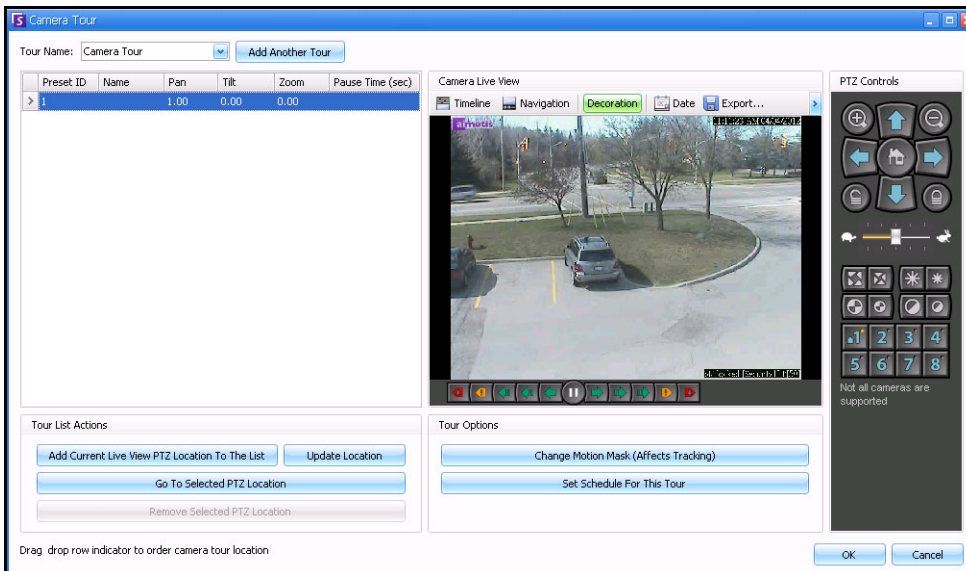 Camera Tour
Tour Name: Camera Tour Add Another Tour
Preset ID Name Pan Tilt Zoom Pause Time (sec)
1 1.00 0.00 0.00
Camera Live View
Timeline Navigation Decoration Date Export...
PTZ Controls
1 2 3 4
5 6 7 8
Not all cameras are
supported
Tour List Actions
Add Current Live View PTZ Location To The List Update Location
Go To Selected PTZ Location
Remove Selected PTZ Location
Tour Options
Change Motion Mask (Affects Tracking)
Set Schedule For This Tour
Drag drop row indicator to order camera tour location
OK Cancel